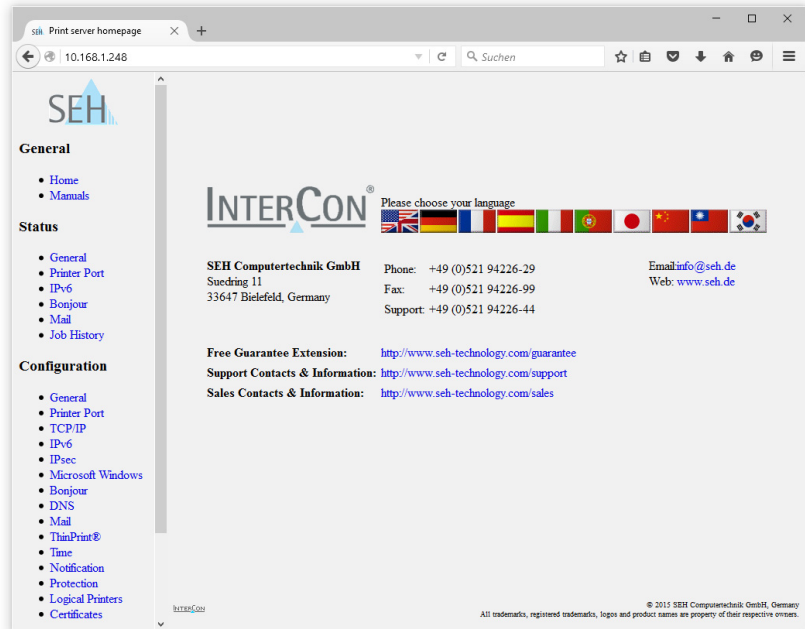 SEH Print server homepage
10.168.1.248
Suchen
SEH
General
Home
Manuals
Status
General
Printer Port
IPv6
Bonjour
Mail
Job History
Configuration
General
Printer Port
TCP/IP
IPv6
IPsec
Microsoft Windows
Bonjour
DNS
Mail
ThinPrint®
Time
Notification
Protection
Logical Printers
Certificates
INTERCON®
Please choose your language
SEH Computertechnik GmbH
Suedring 11
33647 Bielefeld, Germany
Phone: +49 (0)521 94226-29
Fax: +49 (0)521 94226-99
Support: +49 (0)521 94226-44
Email:info@seh.de
Web: www.seh.de
Free Guarantee Extension: http://www.seh-technology.com/guarantee
Support Contacts & Information: http://www.seh-technology.com/support
Sales Contacts & Information: http://www.seh-technology.com/sales
INTERCON
© 2015 SEH Computertechnik GmbH, Germany
All trademarks, registered trademarks, logos and product names are property of their respective owners.